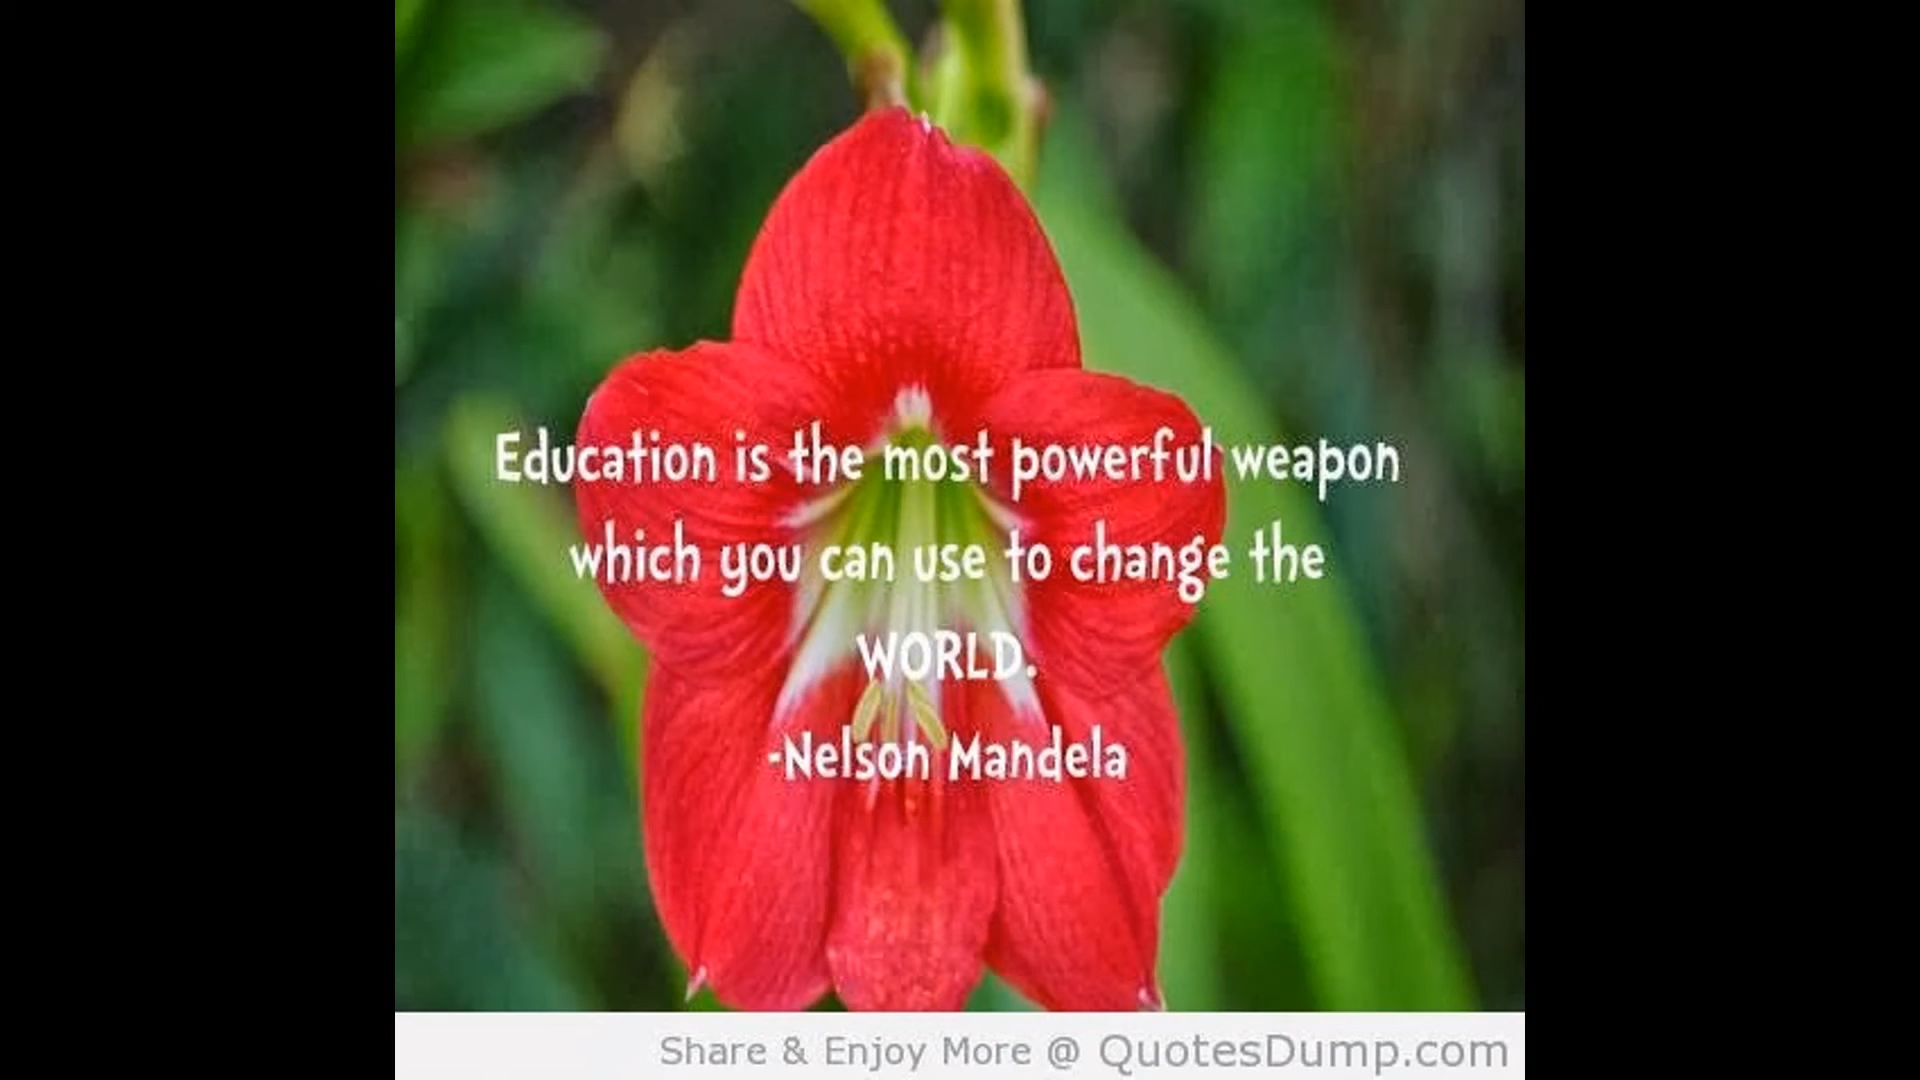 Education is the most powerful weapon
which you can use to change the
WORLD.
-Nelson Mandela
Share & Enjoy More @ QuotesDump.com